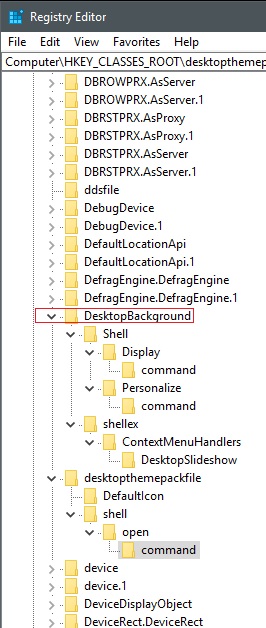 Registry Editor
File Edit View Favorites Help
Computer\HKEY_CLASSES_ROOT\desktopthemep
DBROWPRX.AsServer
DBROWPRX.AsServer.1
DBRSTPRX.AsProxy
DBRSTPRX.AsProxy.1
DBRSTPRX.AsServer
DBRSTPRX.AsServer.1
ddsfile
DebugDevice
DebugDevice.1
DefaultLocationApi
DefaultLocationApi.1
DefragEngine.DefragEngine
DefragEngine.DefragEngine.1
DesktopBackground
Shell
Display
command
Personalize
command
shellex
ContextMenuHandlers
DesktopSlideshow
desktopthemepackfile
DefaultIcon
shell
open
command
device
device.1
DeviceDisplayObject
DeviceRect.DeviceRect